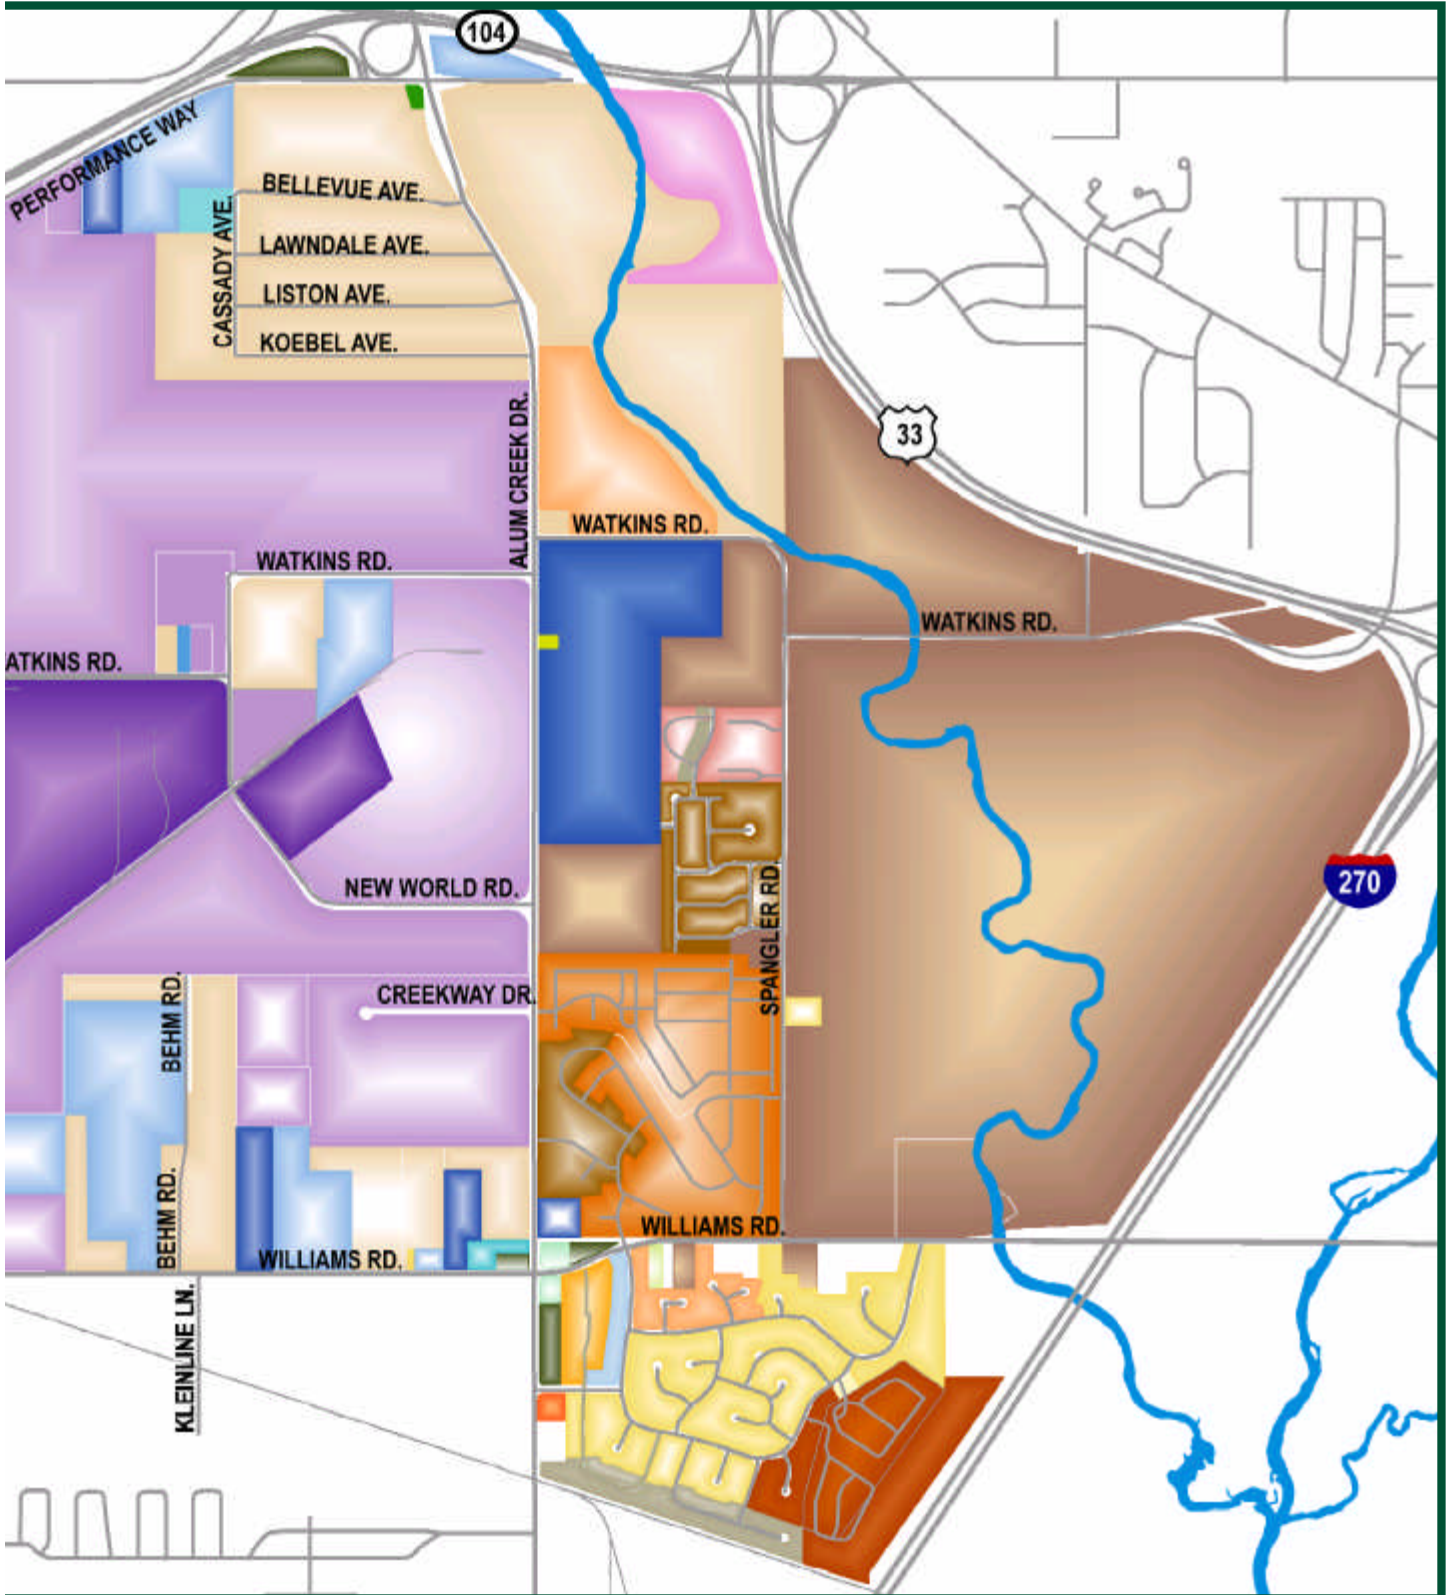 104
PERFORMANCE WAY
BELLEVUE AVE.
CASSADY AVE.
LAWNDALE AVE.
LISTON AVE.
KOEBEL AVE.
ALUM CREEK DR.
33
WATKINS RD.
WATKINS RD.
WATKINS RD.
ATKINS RD.
270
NEW WORLD RD.
SPANGLER RD.
BEHM RD.
CREEKWAY DR.
BEHM RD.
WILLIAMS RD.
WILLIAMS RD.
KLEINLINE LN.